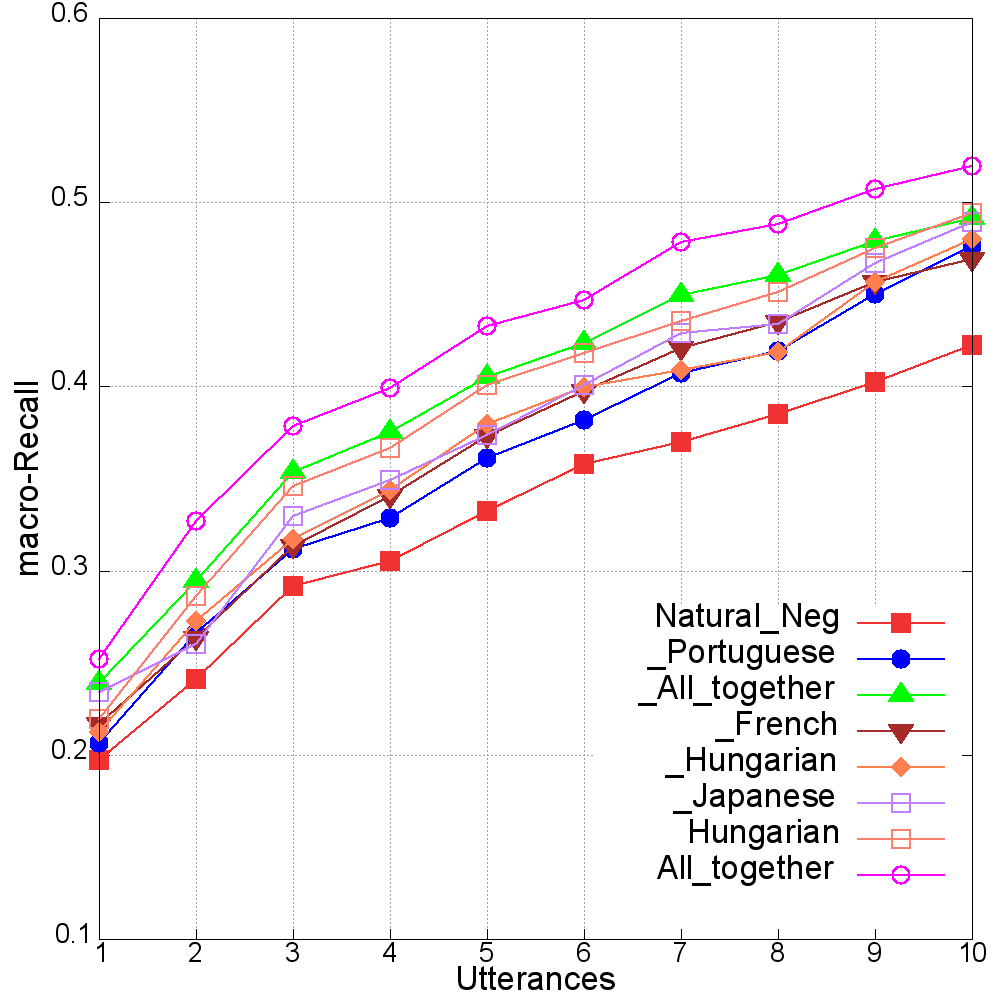 0.6
0.5
0.4
0.3
0.2
0.1
macro-Recall
Natural_Neg
_Portuguese
_All_together
_French
_Hungarian
_Japanese
Hungarian
All_together
1 2 3 4 5 6 7 8 9 10
Utterances